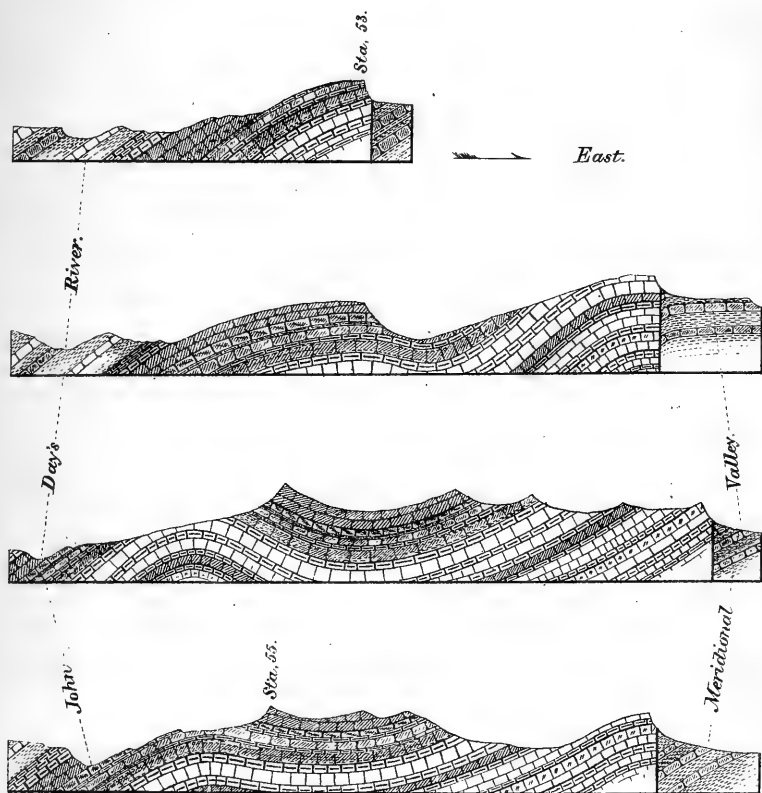 Sta. 53.
East.
John Day's River.
Meridional Valley
Sta. 55.